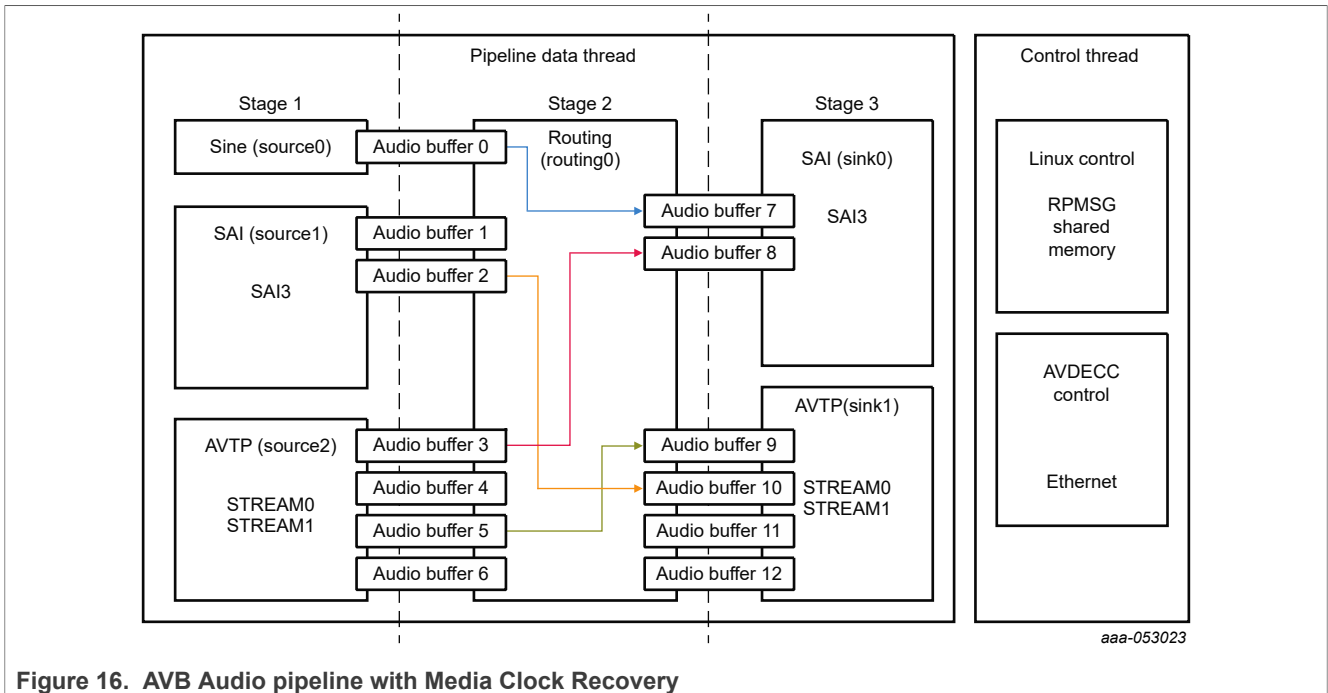 Pipeline data thread
Control thread
Stage 1
Stage 2
Stage 3
Sine (source0)
Audio buffer 0
Routing
(routing0)
SAI (sink0)
SAI3
Audio buffer 7
Audio buffer 8
SAI (source1)
SAI3
Audio buffer 1
Audio buffer 2
AVTP (source2)
STREAM0
STREAM1
Audio buffer 3
Audio buffer 4
Audio buffer 5
Audio buffer 6
AVTP(sink1)
Audio buffer 9
Audio buffer 10
Audio buffer 11
Audio buffer 12
STREAM0
STREAM1
Linux control
RPMSG
shared
memory
AVDECC
control
Ethernet
aaa-053023
Figure 16. AVB Audio pipeline with Media Clock Recovery